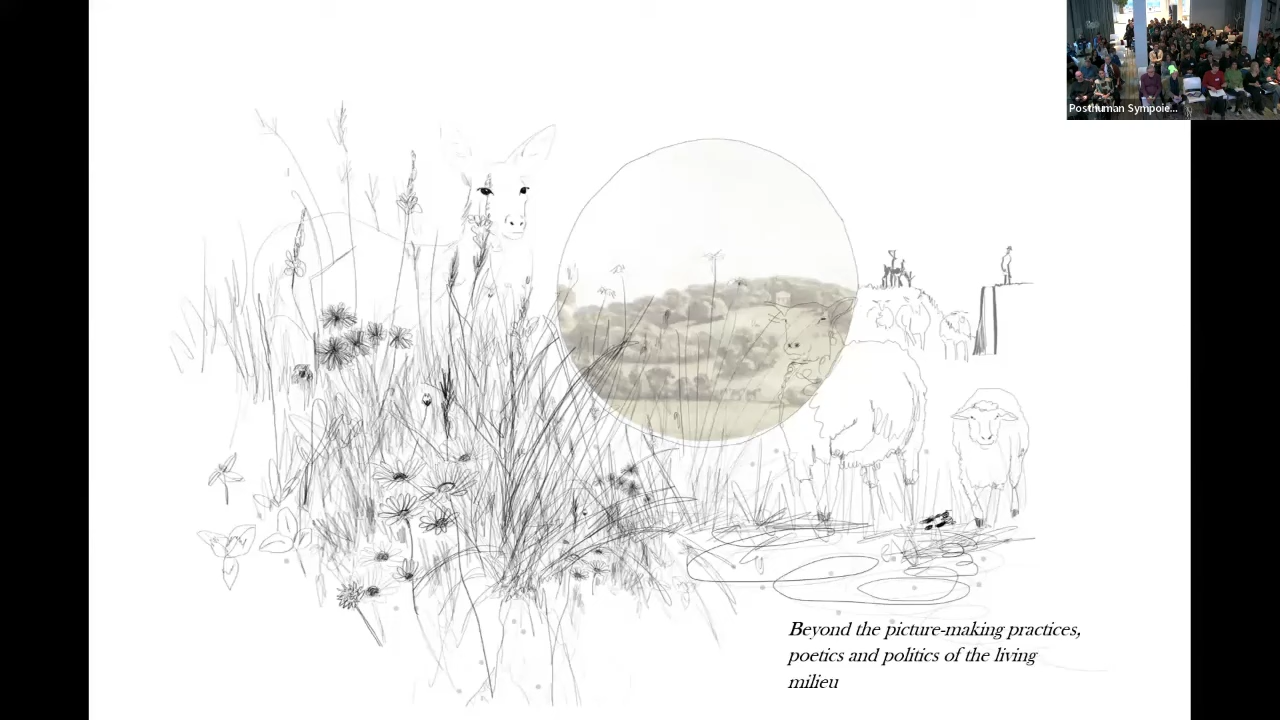 Posthuman Sympoie...
Beyond the picture-making practices,
poetics and politics of the living
milieu